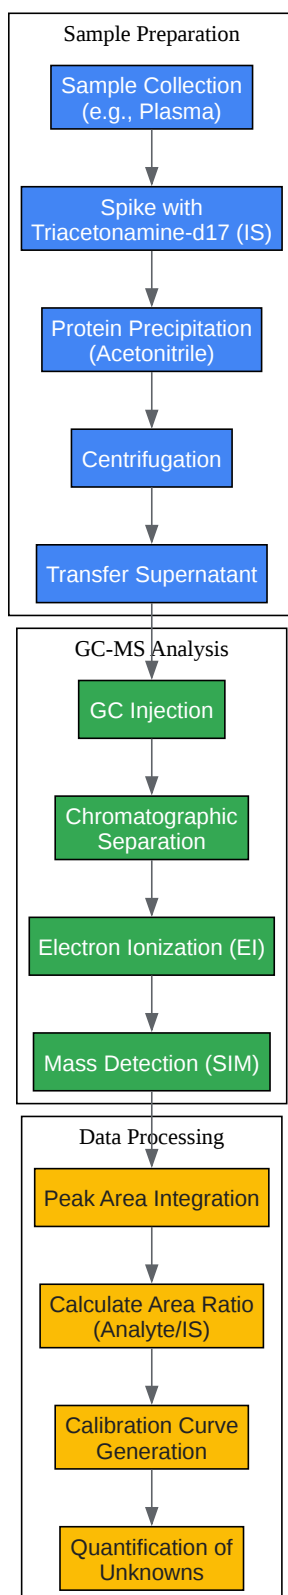 Sample Preparation
Sample Collection
(e.g., Plasma)
Spike with
Triacetonamine-d17 (IS)
Protein Precipitation
(Acetonitrile)
Centrifugation
Transfer Supernatant
GC-MS Analysis
GC Injection
Chromatographic
Separation
Electron Ionization (EI)
Mass Detection (SIM)
Data Processing
Peak Area Integration
Calculate Area Ratio
(Analyte/IS)
Calibration Curve
Generation
Quantification of
Unknowns